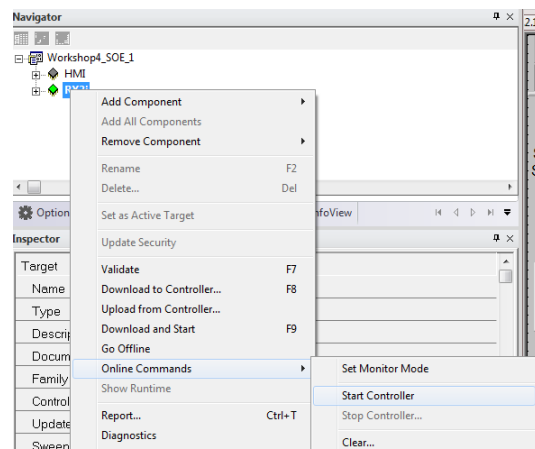 Navigator
2.1
Workshop4_SOE_1
HMI
RX3i
Add Component
Add All Components
Remove Component
Rename F2
Delete... Del
Option
Set as Active Target
nfoView
Inspector
Update Security
Target
Validate F7
Name
Download to Controller... F8
Type
Upload from Controller...
Descrip
Download and Start F9
Docum
Go Offline
Family
Online Commands
Set Monitor Mode
Show Runtime
Control
Start Controller
Update
Report... Ctrl+T
Stop Controller...
Sweep
Diagnostics
Clear...